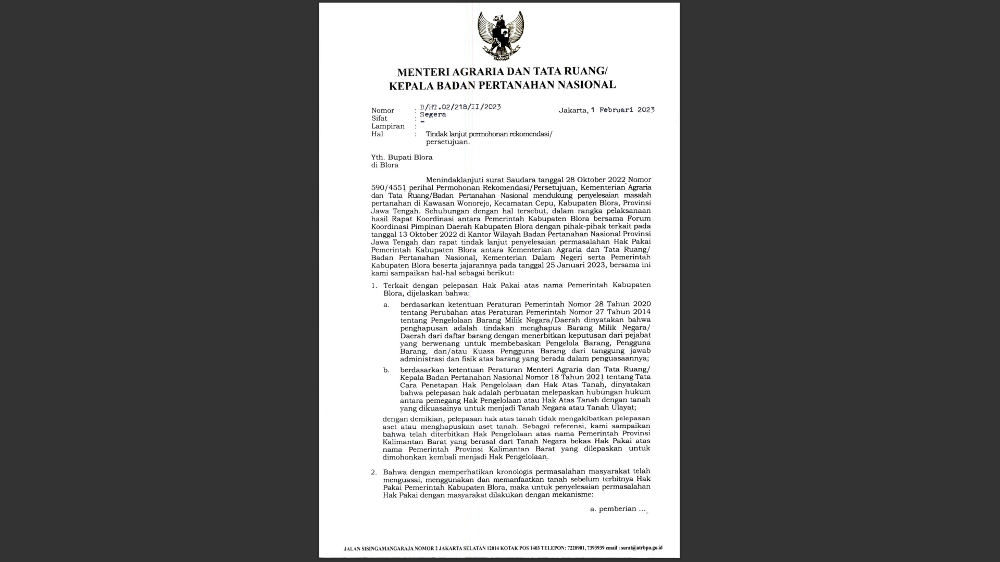 MENTERI AGRARIA DAN TATA RUANG/
KEPALA BADAN PERTANAHAN NASIONAL
Nomor : B/HT.02/218/II/2023 Jakarta, 1 Februari 2023
Sifat : Segera
Lampiran : -
Hal : Tindak lanjut permohonan rekomendasi/
persetujuan.
Yth. Bupati Blora
di Blora
Menindaklanjuti surat Saudara tanggal 28 Oktober 2022 Nomor
590/4551 perihal Permohonan Rekomendasi/Persetujuan, Kementerian Agraria
dan Tata Ruang/Badan Pertanahan Nasional mendukung penyelesaian masalah
pertanahan di Kawasan Wonorejo, Kecamatan Cepu, Kabupaten Blora, Provinsi
Jawa Tengah. Sehubungan dengan hal tersebut, dalam rangka pelaksanaan
hasil Rapat Koordinasi antara Pemerintah Kabupaten Blora bersama Forum
Koordinasi Pimpinan Daerah Kabupaten Blora dengan pihak-pihak terkait pada
tanggal 13 Oktober 2022 di Kantor Wilayah Badan Pertanahan Nasional Provinsi
Jawa Tengah dan rapat tindak lanjut penyelesaian permasalahan Hak Pakai
Pemerintah Kabupaten Blora antara Kementerian Agraria dan Tata Ruang/
Badan Pertanahan Nasional, Kementerian Dalam Negeri serta Pemerintah
Kabupaten Blora beserta jajarannya pada tanggal 25 Januari 2023, bersama ini
kami sampaikan hal-hal sebagai berikut:
1. Terkait dengan pelepasan Hak Pakai atas nama Pemerintah Kabupaten
Blora, dijelaskan bahwa:
a. berdasarkan ketentuan Peraturan Pemerintah Nomor 28 Tahun 2020
tentang Perubahan atas Peraturan Pemerintah Nomor 27 Tahun 2014
tentang Pengelolaan Barang Milik Negara/Daerah dinyatakan bahwa
penghapusan adalah tindakan menghapus Barang Milik Negara/
Daerah dari daftar barang dengan menerbitkan keputusan dari pejabat
yang berwenang untuk membebaskan Pengelola Barang, Pengguna
Barang, dan/atau Kuasa Pengguna Barang dari tanggung jawab
administrasi dan fisik atas barang yang berada dalam penguasaannya;
b. berdasarkan ketentuan Peraturan Menteri Agraria dan Tata Ruang/
Kepala Badan Pertanahan Nasional Nomor 18 Tahun 2021 tentang Tata
Cara Penetapan Hak Pengelolaan dan Hak Atas Tanah, dinyatakan
bahwa pelepasan hak adalah perbuatan melepaskan hubungan hukum
antara pemegang Hak Pengelolaan atau Hak Atas Tanah dengan tanah
yang dikuasainya untuk menjadi Tanah Negara atau Tanah Ulayat;
dengan demikian, pelepasan hak atas tanah tidak mengakibatkan pelepasan
aset atau menghapuskan aset tanah. Sebagai referensi, kami sampaikan
bahwa telah diterbitkan Hak Pengelolaan atas nama Pemerintah Provinsi
Kalimantan Barat yang berasal dari Tanah Negara bekas Hak Pakai atas
nama Pemerintah Provinsi Kalimantan Barat yang dilepaskan untuk
dimohonkan kembali menjadi Hak Pengelolaan.
2. Bahwa dengan memperhatikan kronologis permasalahan masyarakat telah
menguasai, menggunakan dan memanfaatkan tanah sebelum terbitnya Hak
Pakai Pemerintah Kabupaten Blora, maka untuk penyelesaian permasalahan
Hak Pakai dengan masyarakat dilakukan dengan mekanisme:
a. pemberian ...
JALAN SISINGAMANGARAJA NOMOR 2 JAKARTA SELATAN 12014 KOTAK POS 1403 TELEPON: 7228901, 7393939 email : surat@atrbpn.go.id